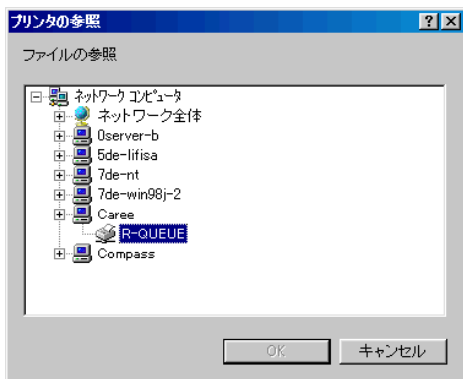 プリンタの参照
ファイルの参照
ネットワーク コンピュータ
ネットワーク全体
0server-b
5de-lifisa
7de-nt
7de-win98j-2
Caree
R-QUEUE
Compass
OK
キャンセル